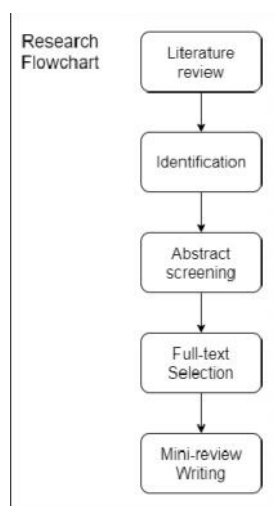 Research
Flowchart
Literature
review
Identification
Abstract
screening
Full-text
Selection
Mini-review
Writing